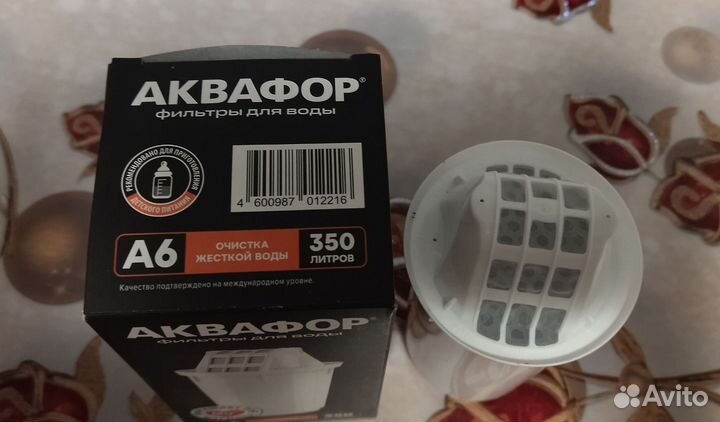 АКВАФОР®
ФИЛЬТРЫ ДЛЯ ВОДЫ
РЕКОМЕНДОВАНО ДЛЯ ПРИГОТОВЛЕНИЯ
ДЕТСКОГО ПИТАНИЯ
4 600987 012216
А6
ОЧИСТКА
ЖЕСТКОЙ ВОДЫ
350
ЛИТРОВ
Качество подтверждено на международном уровне.
АКВАФОР®
ФИЛЬТРЫ ДЛЯ ВОДЫ
Avito